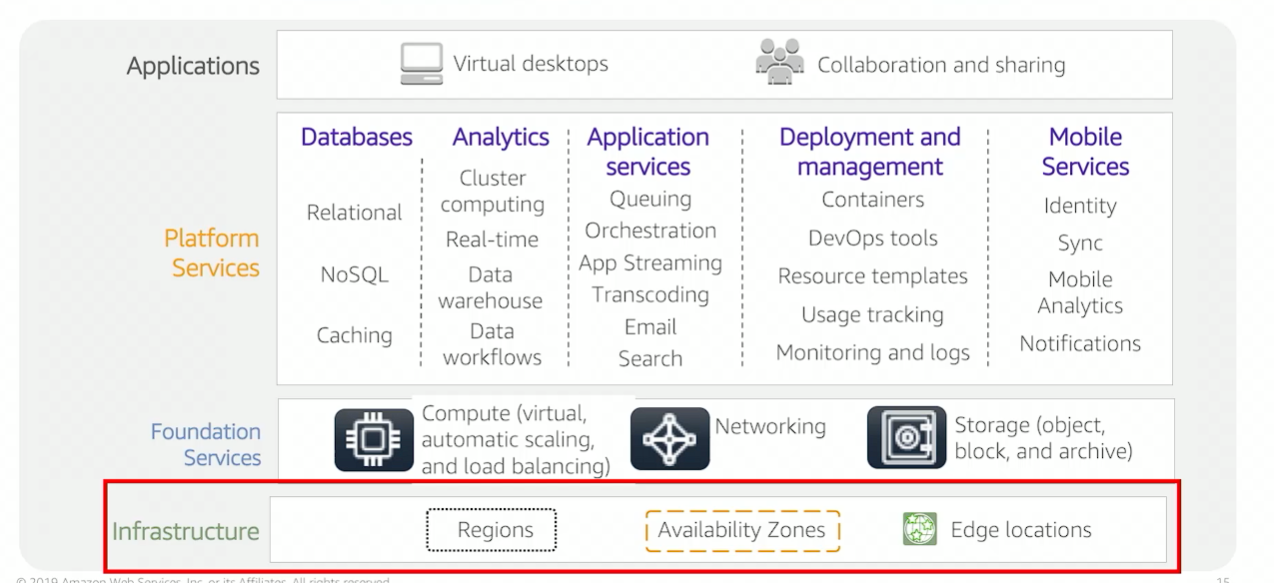 Applications
Virtual desktops
Collaboration and sharing
Platform
Services
Databases
Relational
NoSQL
Caching
Analytics
Cluster
computing
Real-time
Data
warehouse
Data
workflows
Application
services
Queuing
Orchestration
App Streaming
Transcoding
Email
Search
Deployment and
management
Containers
DevOps tools
Resource templates
Usage tracking
Monitoring and logs
Mobile
Services
Identity
Sync
Mobile
Analytics
Notifications
Foundation
Services
Compute (virtual,
automatic scaling,
and load balancing)
Networking
Storage (object,
block, and archive)
Infrastructure
Regions
Availability Zones
Edge locations
© 2019 Amazon Web Services, Inc. or its Affiliates. All rights reserved.
15